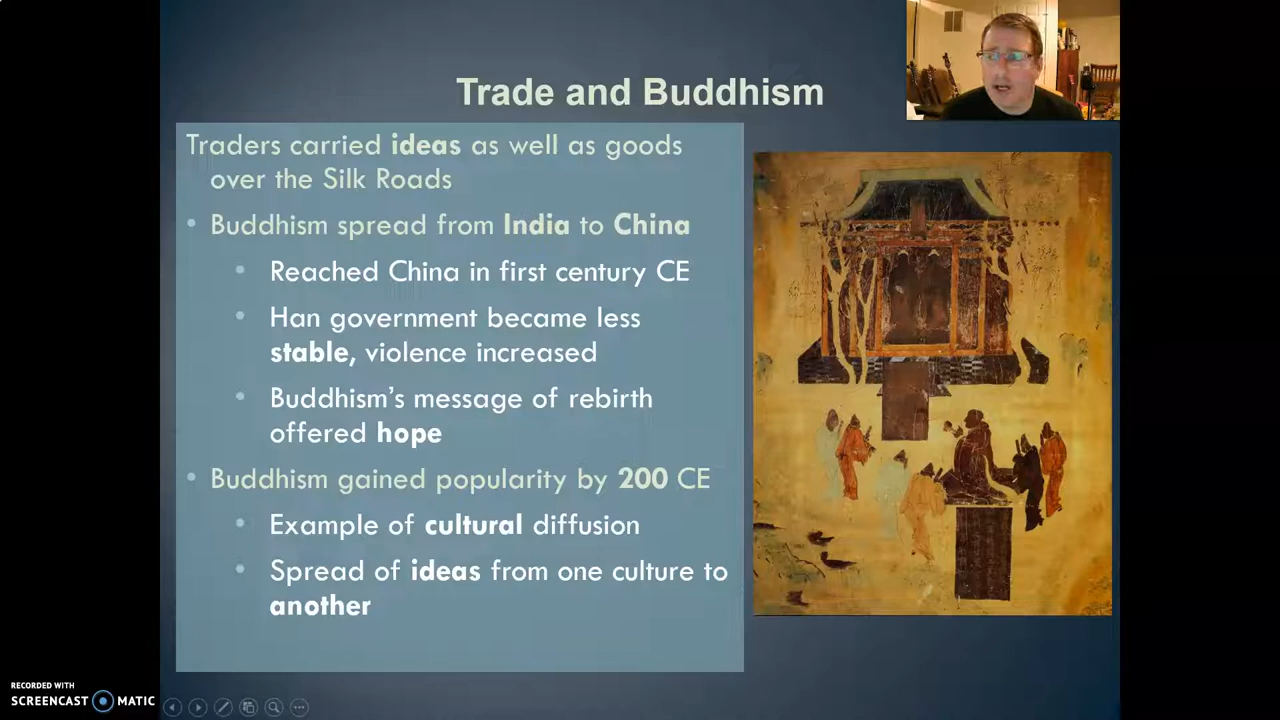 Trade and Buddhism
Traders carried ideas as well as goods
over the Silk Roads
• Buddhism spread from India to China
• Reached China in first century CE
• Han government became less
stable, violence increased
• Buddhism’s message of rebirth
offered hope
• Buddhism gained popularity by 200 CE
• Example of cultural diffusion
• Spread of ideas from one culture to
another
RECORDED WITH
SCREENCAST MATIC